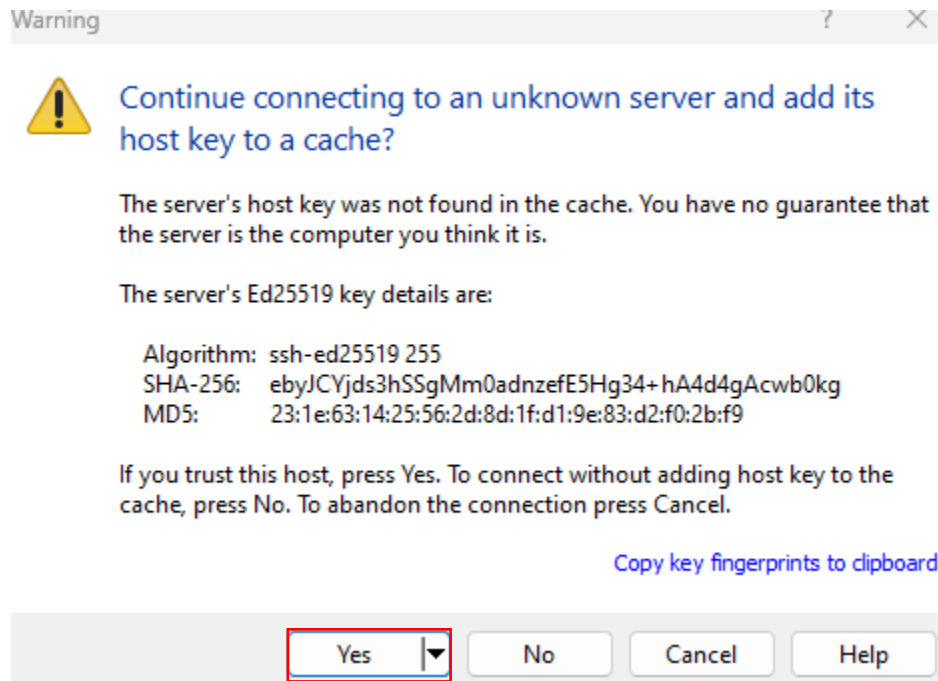 Warning
?
Continue connecting to an unknown server and add its
host key to a cache?
The server's host key was not found in the cache. You have no guarantee that
the server is the computer you think it is.
The server's Ed25519 key details are:
Algorithm: ssh-ed25519 255
SHA-256: ebyJCYjds3hSSgMm0adnzefE5Hg34+hA4d4gAcwb0kg
MD5: 23:1e:63:14:25:56:2d:8d:1f:d1:9e:83:d2:f0:2b:f9
If you trust this host, press Yes. To connect without adding host key to the
cache, press No. To abandon the connection press Cancel.
Copy key fingerprints to clipboard
Yes No Cancel Help